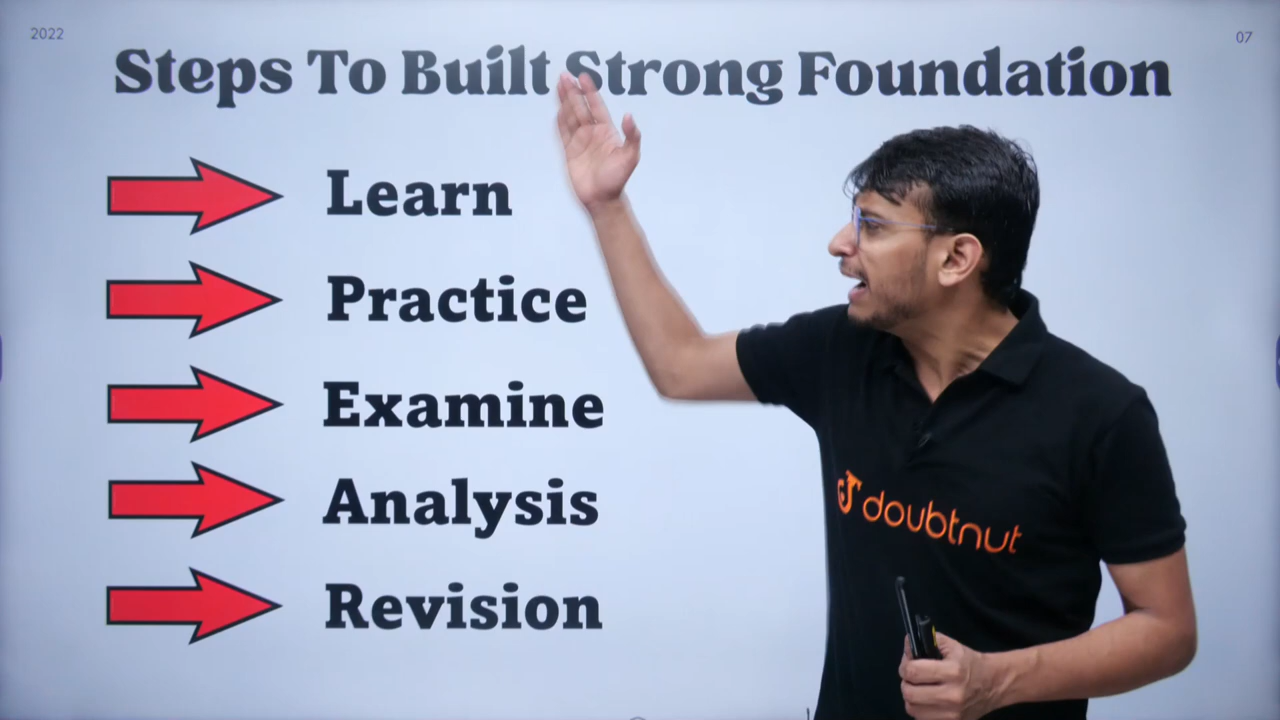 2022
07
Steps To Built Strong Foundation
Learn
Practice
Examine
Analysis
Revision
doubtnut